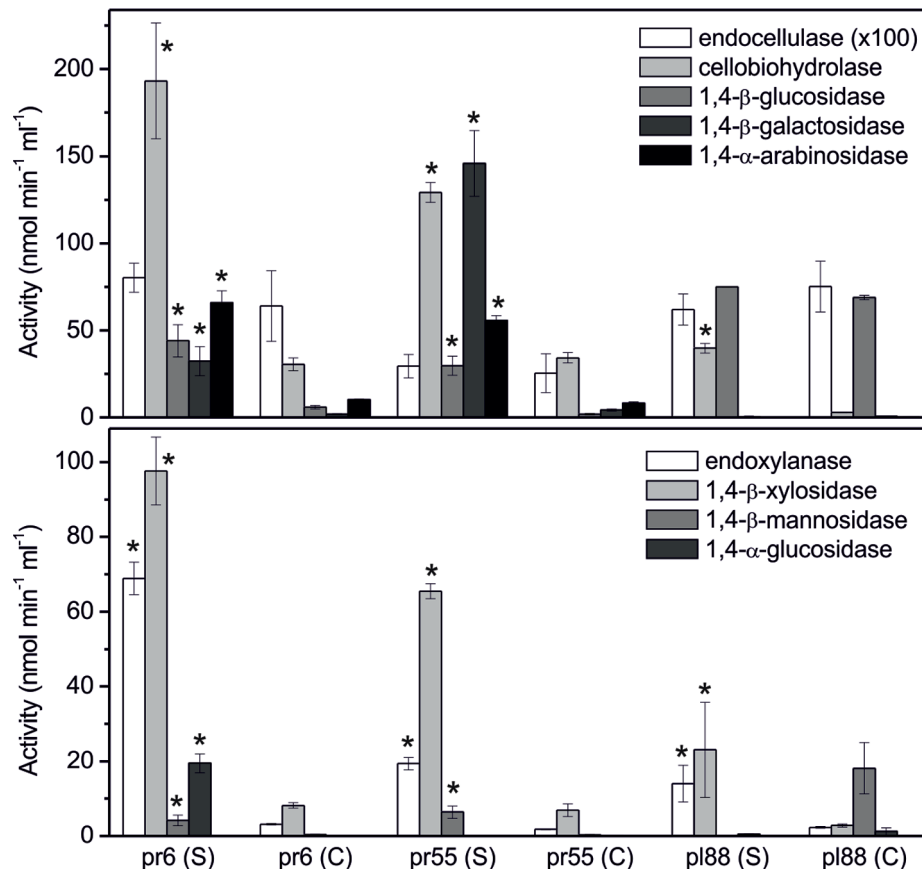 Activity (nmol min⁻¹ ml⁻¹)
200
150
100
50
0
endocellulase (x100)
cellobiohydrolase
1,4-β-glucosidase
1,4-β-galactosidase
1,4-α-arabinosidase
* * * * * * * * * *
Activity (nmol min⁻¹ ml⁻¹)
100
80
60
40
20
0
endoxylanase
1,4-β-xylosidase
1,4-β-mannosidase
1,4-α-glucosidase
* * * * * * * * *
pr6 (S) pr6 (C) pr55 (S) pr55 (C) pl88 (S) pl88 (C)